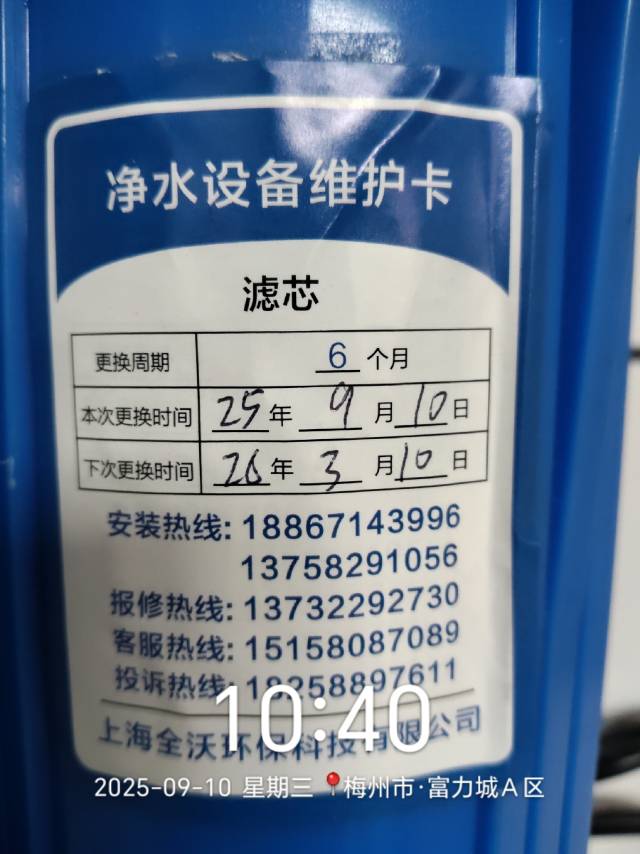 净水设备维护卡
滤芯
更换周期 6 个月
本次更换时间 25年 9 月 10日
下次更换时间 26年 3 月 10日
安装热线: 18867143996
13758291056
报修热线: 13732292730
客服热线: 15158087089
投诉热线: 18258897611
上海全沃环保科技有限公司
10:40
2025-09-10 星期三 梅州市·富力城A区